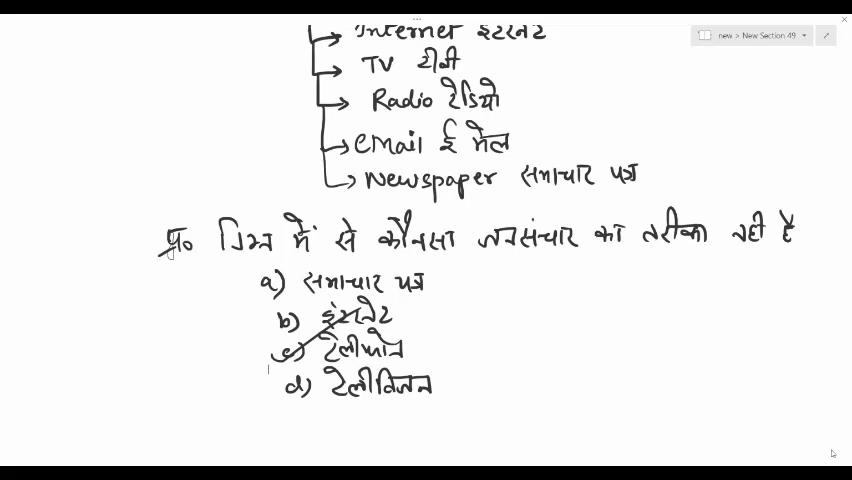 Internet इंटरनेट
new > New Section 49
TV टीवी
Radio रेडियो
eMail ई मेल
Newspaper समाचार पत्र
प्र० निम्न में से कौनसा जनसंचार का तरीका नही है
a) समाचार पत्र
b) इंटरनेट
c) टेलीफोन
d) टेलीविजन